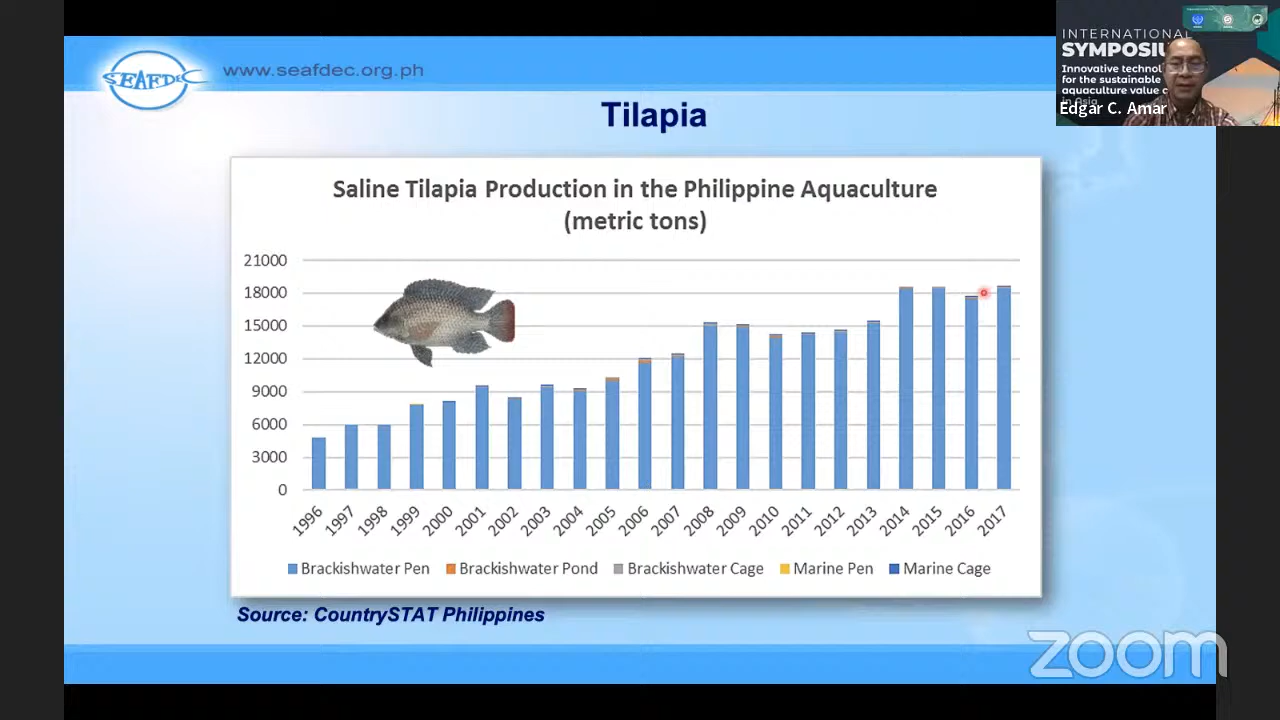 SEAFDEC
www.seafdec.org.ph
INTERNATIONAL
SYMPOSIU
Innovative technol
for the sustainable
aquaculture value c
in Asia
Edgar C. Amar
Tilapia
Saline Tilapia Production in the Philippine Aquaculture
(metric tons)
21000
18000
15000
12000
9000
6000
3000
0
1996 1997 1998 1999 2000 2001 2002 2003 2004 2005 2006 2007 2008 2009 2010 2011 2012 2013 2014 2015 2016 2017
Brackishwater Pen Brackishwater Pond Brackishwater Cage Marine Pen Marine Cage
Source: CountrySTAT Philippines
zoom